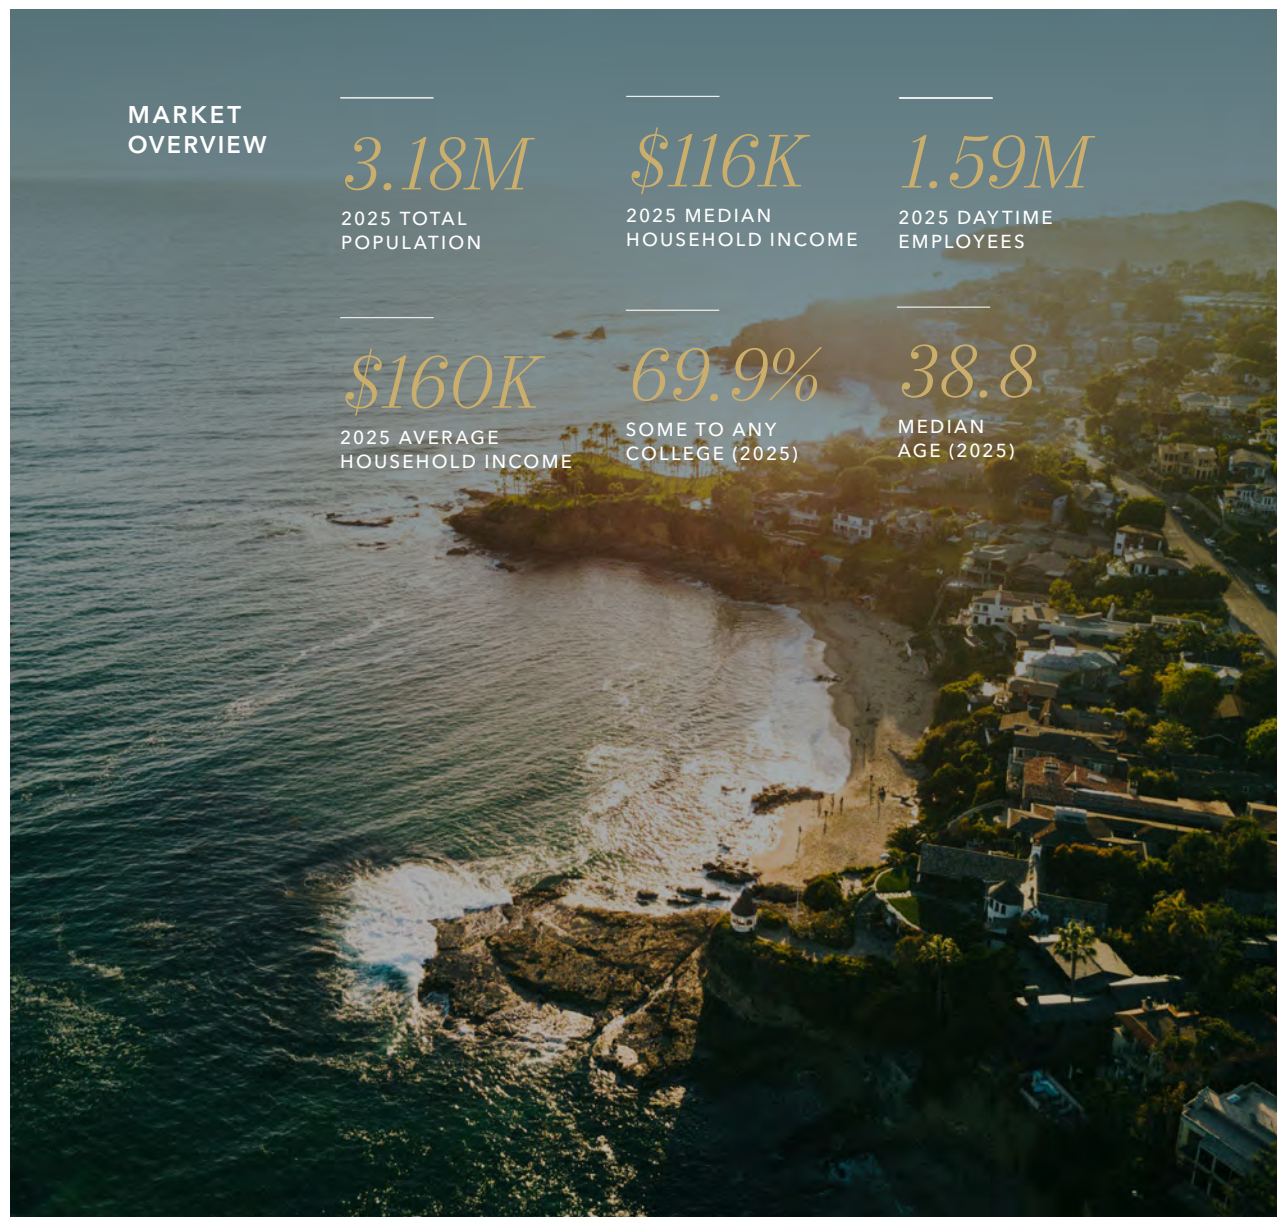 MARKET
OVERVIEW
3.18M
2025 TOTAL
POPULATION
$116K
2025 MEDIAN
HOUSEHOLD INCOME
1.59M
2025 DAYTIME
EMPLOYEES
$160K
2025 AVERAGE
HOUSEHOLD INCOME
69.9%
SOME TO ANY
COLLEGE (2025)
38.8
MEDIAN
AGE (2025)